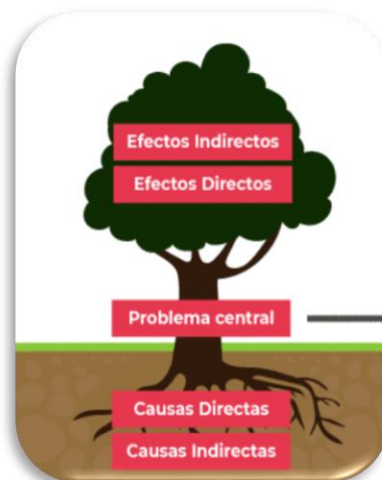 Efectos Indirectos
Efectos Directos
Problema central
Causas Directas
Causas Indirectas